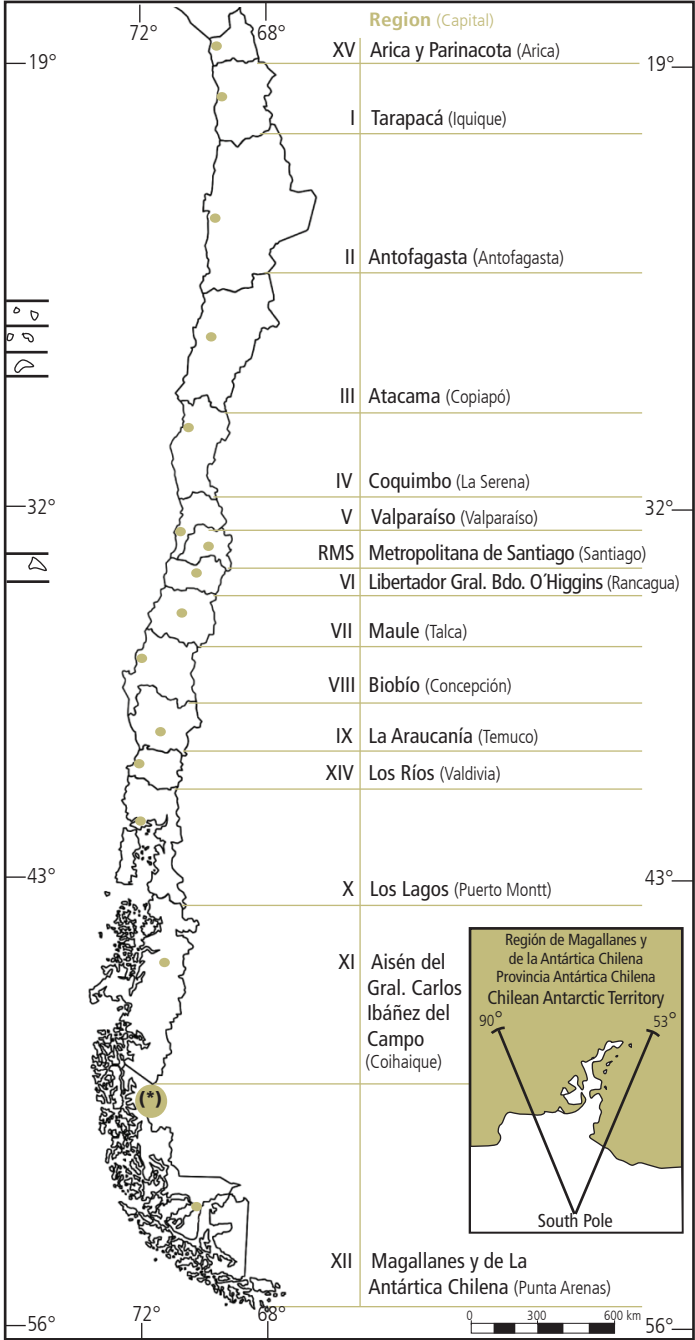 72°
68°
Region (Capital)
19°
XV Arica y Parinacota (Arica)
19°
I Tarapacá (Iquique)
II Antofagasta (Antofagasta)
III Atacama (Copiapó)
IV Coquimbo (La Serena)
32°
V Valparaíso (Valparaíso)
32°
RMS Metropolitana de Santiago (Santiago)
VI Libertador Gral. Bdo. O´Higgins (Rancagua)
VII Maule (Talca)
VIII Biobío (Concepción)
IX La Araucanía (Temuco)
XIV Los Ríos (Valdivia)
43°
X Los Lagos (Puerto Montt)
43°
XI Aisén del
Gral. Carlos
Ibáñez del
Campo
(Coihaique)
Región de Magallanes y
de la Antártica Chilena
Provincia Antártica Chilena
Chilean Antarctic Territory
90°
53°
South Pole
(*)
XII Magallanes y de La
Antártica Chilena (Punta Arenas)
0 300 600 km
56°
72°
68°
56°